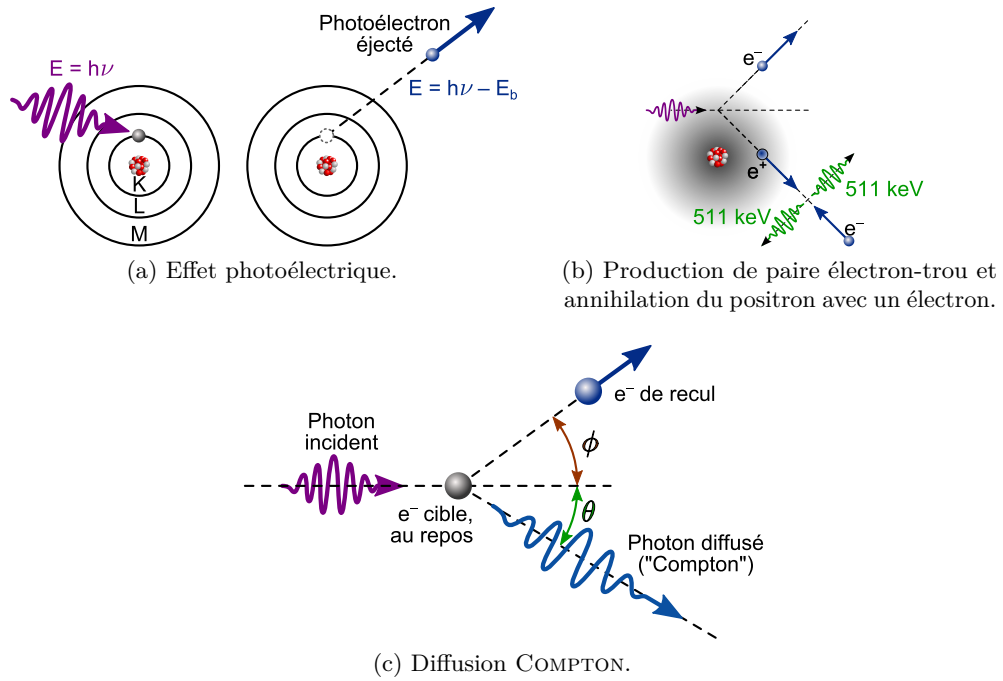 E = hν
K
L
M
Photoélectron
éjecté
E = hν – E_b
(a) Effet photoélectrique.
e⁻
e⁺
511 keV
511 keV
e⁻
(b) Production de paire électron-trou et
annihilation du positron avec un électron.
Photon
incident
e⁻ cible,
au repos
e⁻ de recul
ϕ
θ
Photon diffusé
("Compton")
(c) Diffusion COMPTON.